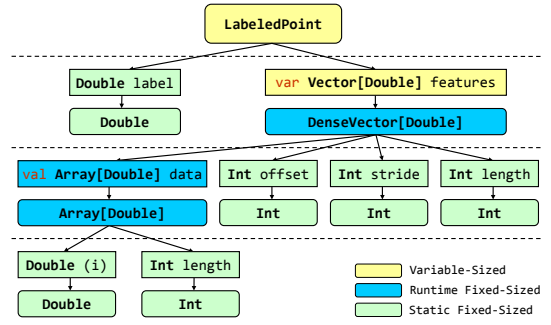 LabeledPoint
Double label
var Vector[Double] features
Double
DenseVector[Double]
val Array[Double] data
Int offset
Int stride
Int length
Array[Double]
Int
Int
Int
Double (i)
Int length
Double
Int
Variable-Sized
Runtime Fixed-Sized
Static Fixed-Sized